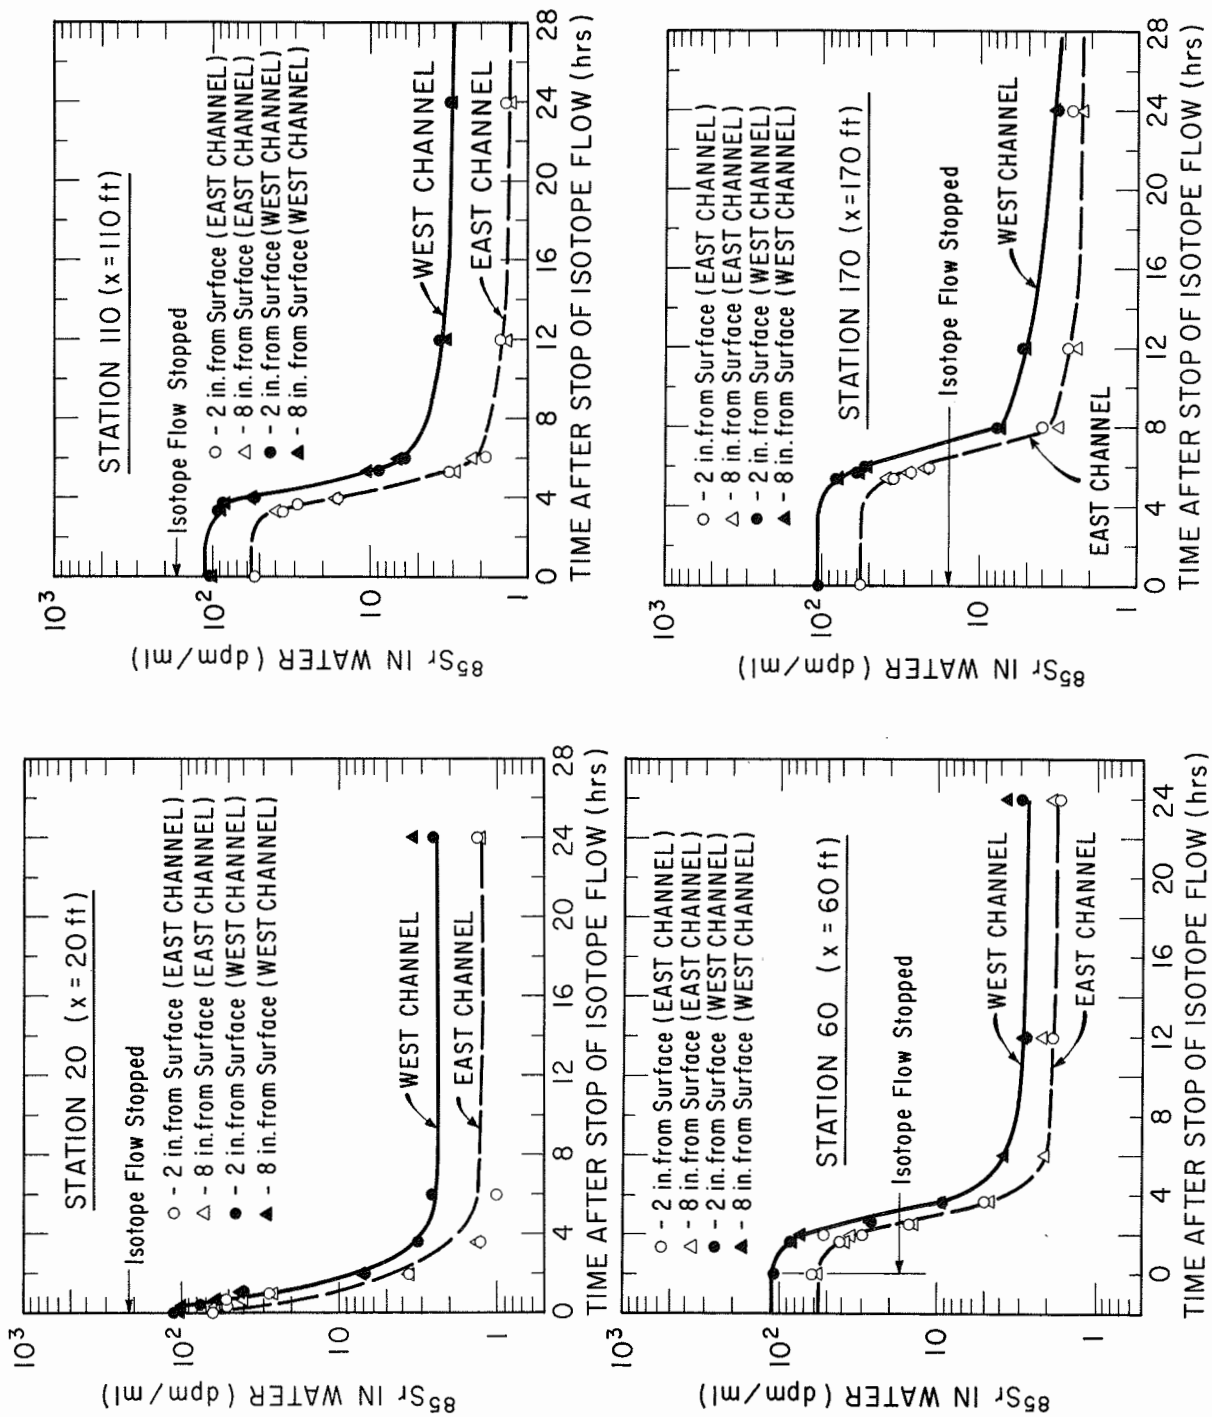 STATION 20 (x = 20 ft)
Isotope Flow Stopped
○ - 2 in.from Surface (EAST CHANNEL)
△ - 8 in.from Surface (EAST CHANNEL)
● - 2 in.from Surface (WEST CHANNEL)
▲ - 8 in.from Surface (WEST CHANNEL)
WEST CHANNEL
EAST CHANNEL
10³
10²
10
1
⁸⁵Sr IN WATER (dpm/ml)
0 4 8 12 16 20 24 28
TIME AFTER STOP OF ISOTOPE FLOW (hrs)
STATION 110 (x = 110 ft)
Isotope Flow Stopped
○ - 2 in.from Surface (EAST CHANNEL)
△ - 8 in.from Surface (EAST CHANNEL)
● - 2 in.from Surface (WEST CHANNEL)
▲ - 8 in.from Surface (WEST CHANNEL)
WEST CHANNEL
EAST CHANNEL
10³
10²
10
1
⁸⁵Sr IN WATER (dpm/ml)
0 4 8 12 16 20 24 28
TIME AFTER STOP OF ISOTOPE FLOW (hrs)
○ - 2 in.from Surface (EAST CHANNEL)
△ - 8 in.from Surface (EAST CHANNEL)
● - 2 in.from Surface (WEST CHANNEL)
▲ - 8 in.from Surface (WEST CHANNEL)
STATION 60 (x = 60 ft)
Isotope Flow Stopped
WEST CHANNEL
EAST CHANNEL
10³
10²
10
1
⁸⁵Sr IN WATER (dpm/ml)
0 4 8 12 16 20 24
TIME AFTER STOP OF ISOTOPE FLOW (hrs)
○ - 2 in.from Surface (EAST CHANNEL)
△ - 8 in.from Surface (EAST CHANNEL)
● - 2 in.from Surface (WEST CHANNEL)
▲ - 8 in.from Surface (WEST CHANNEL)
STATION 170 (x = 170 ft)
Isotope Flow Stopped
WEST CHANNEL
EAST CHANNEL
10³
10²
10
1
⁸⁵Sr IN WATER (dpm/ml)
0 4 8 12 16 20 24 28
TIME AFTER STOP OF ISOTOPE FLOW (hrs)